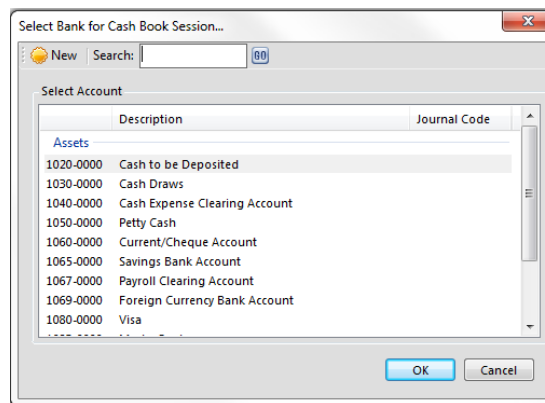 Select Bank for Cash Book Session...
New Search: GO
Select Account
Description Journal Code
Assets
1020-0000 Cash to be Deposited
1030-0000 Cash Draws
1040-0000 Cash Expense Clearing Account
1050-0000 Petty Cash
1060-0000 Current/Cheque Account
1065-0000 Savings Bank Account
1067-0000 Payroll Clearing Account
1069-0000 Foreign Currency Bank Account
1080-0000 Visa
OK Cancel